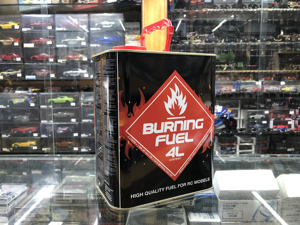 BURNING
FUEL
4L
HIGH QUALITY FUEL FOR RC MODELS